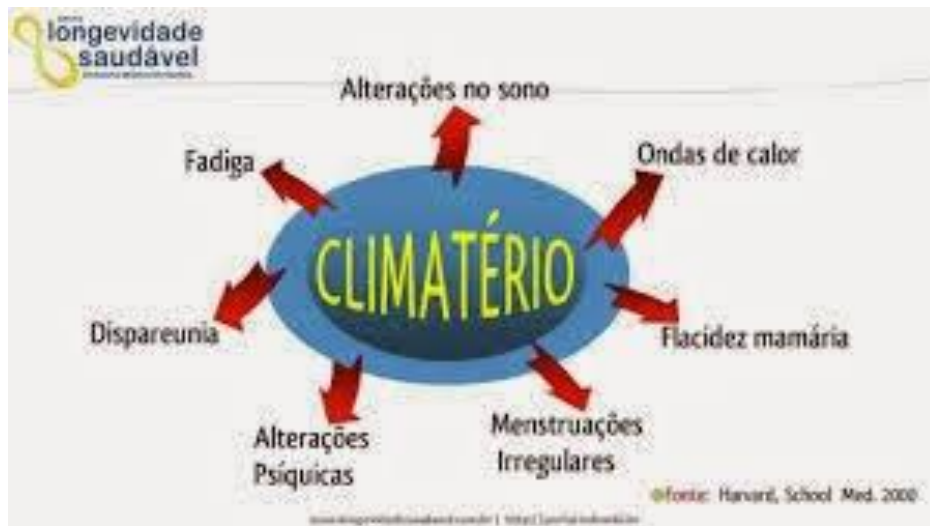 longevidade
saudável
Alterações no sono
Fadiga
Ondas de calor
CLIMATÉRIO
Dispareunia
Flacidez mamária
Alterações
Psíquicas
Menstruações
Irregulares
fonte: Harvard, School Med. 2000